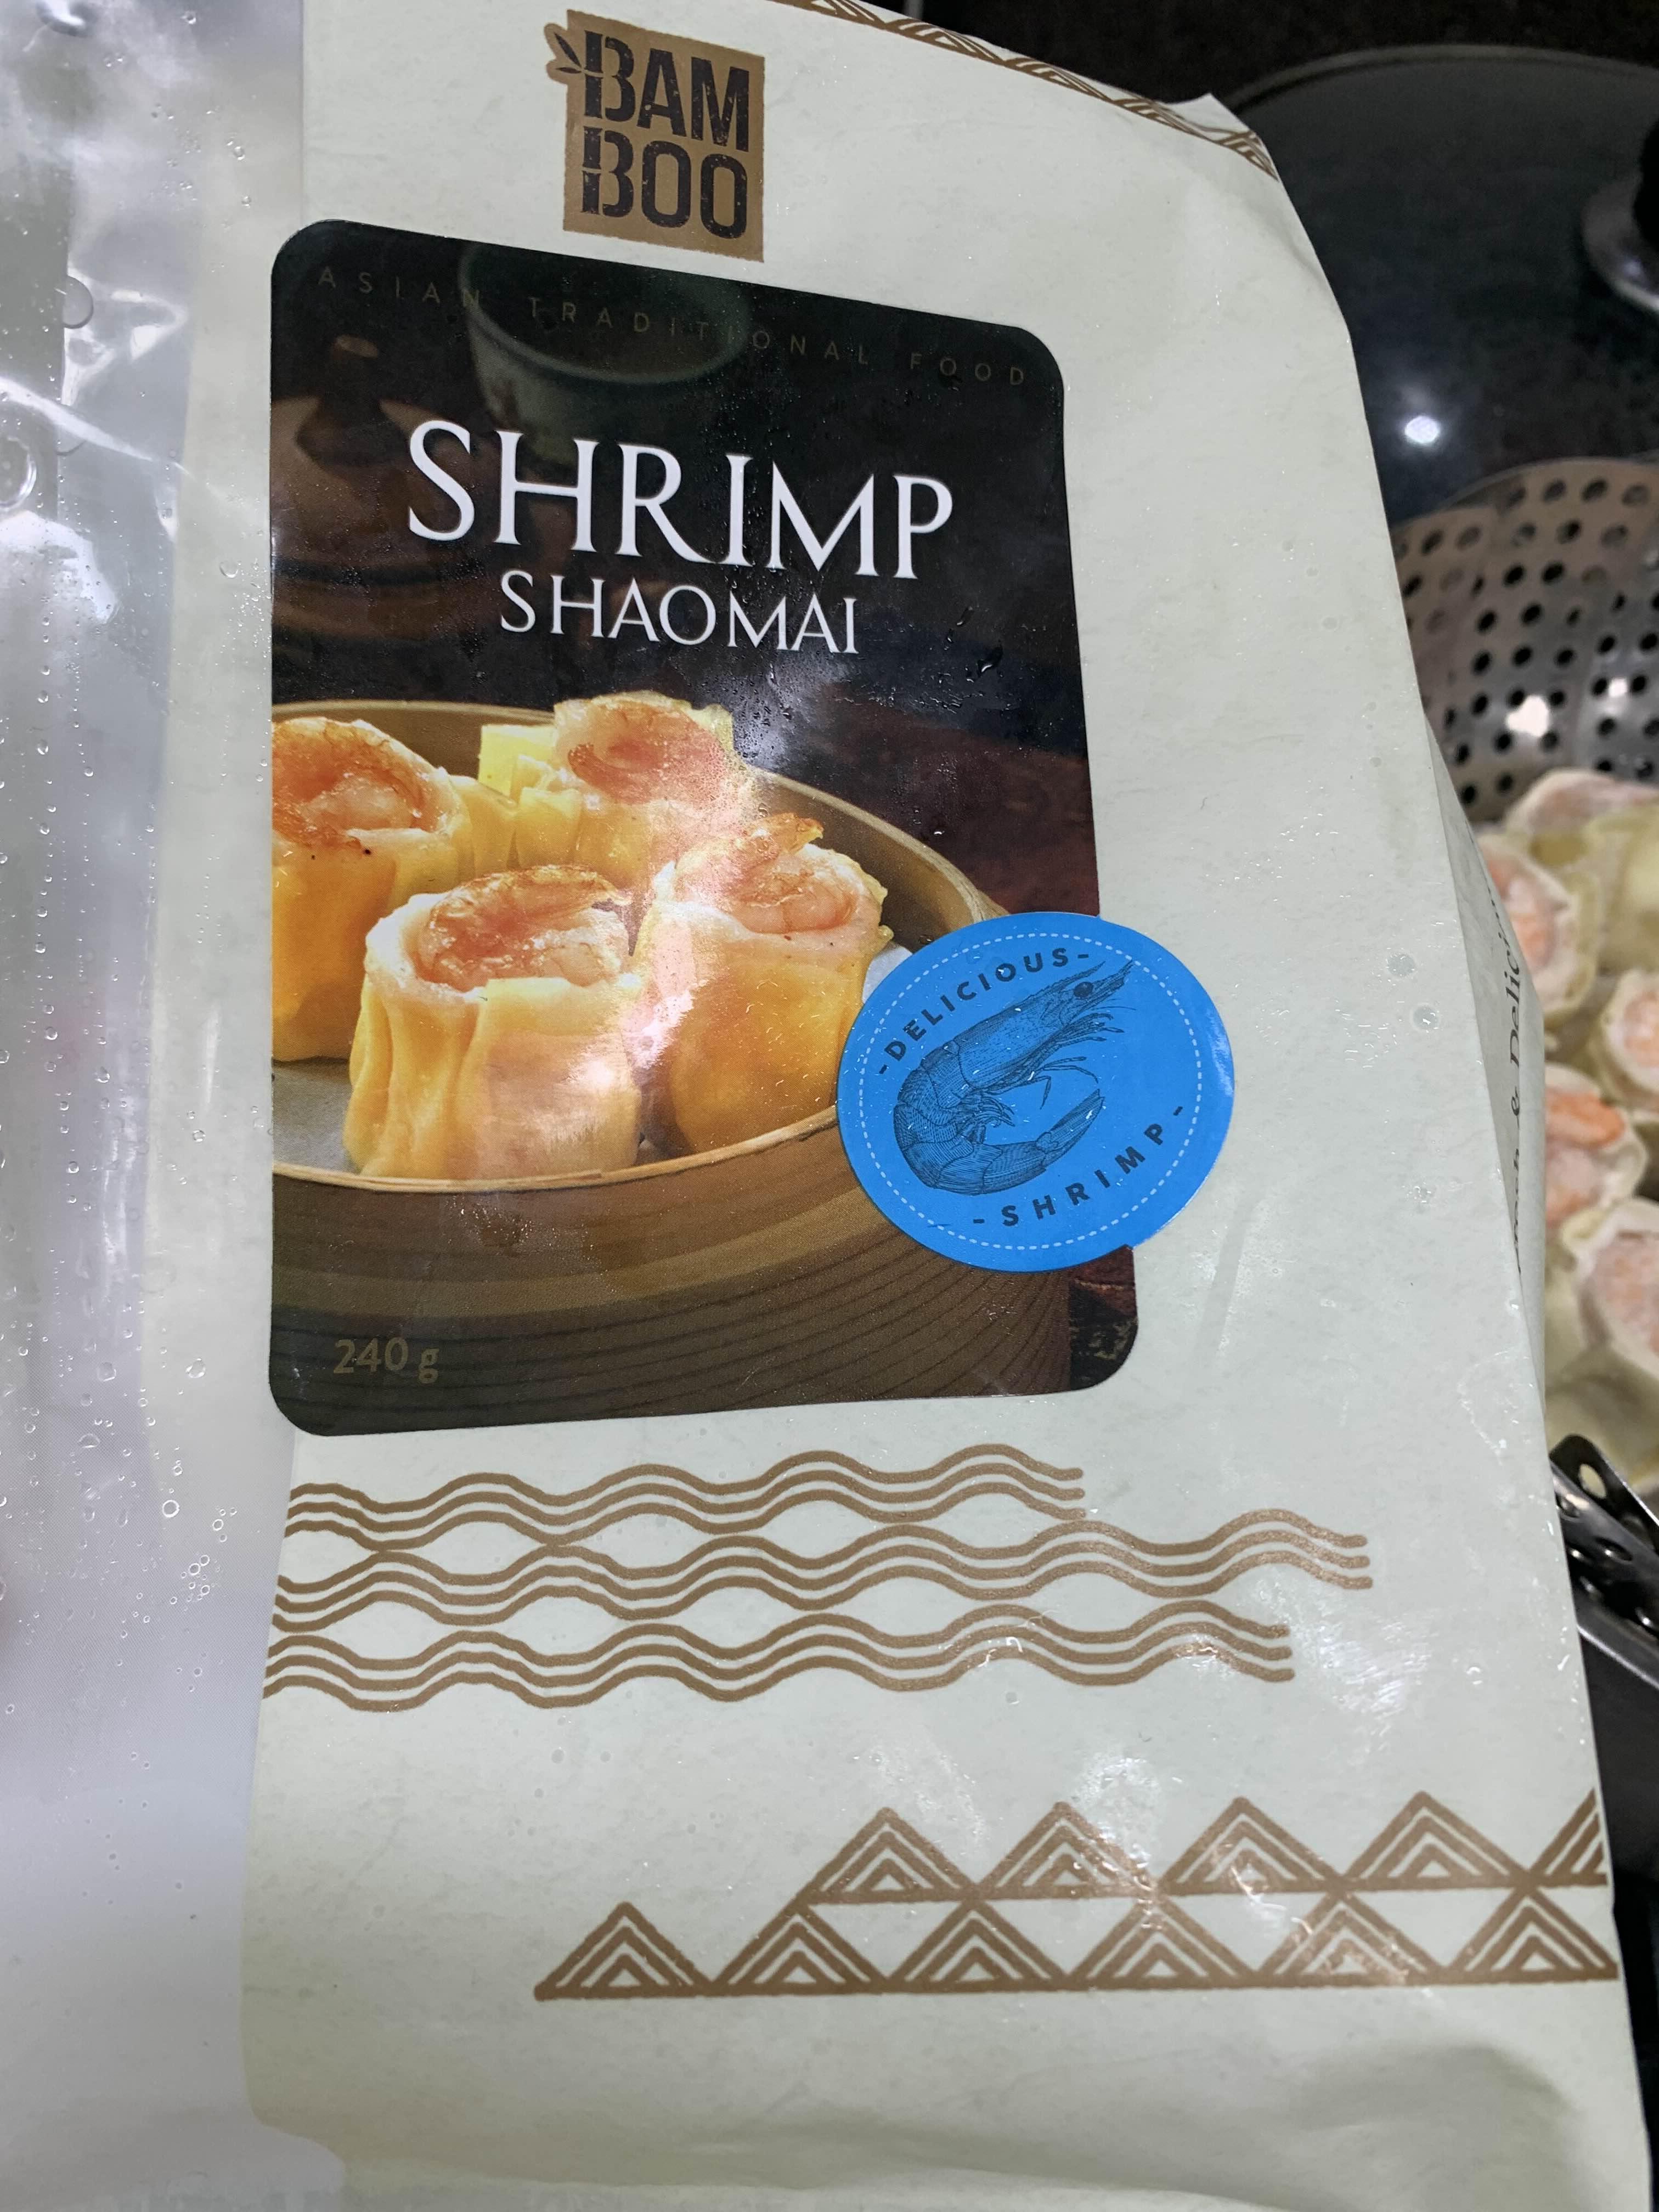 BAM
BOO
ASIAN TRADITIONAL FOOD
SHRIMP
SHAOMAI
-DELICIOUS-
-SHRIMP-
240 g